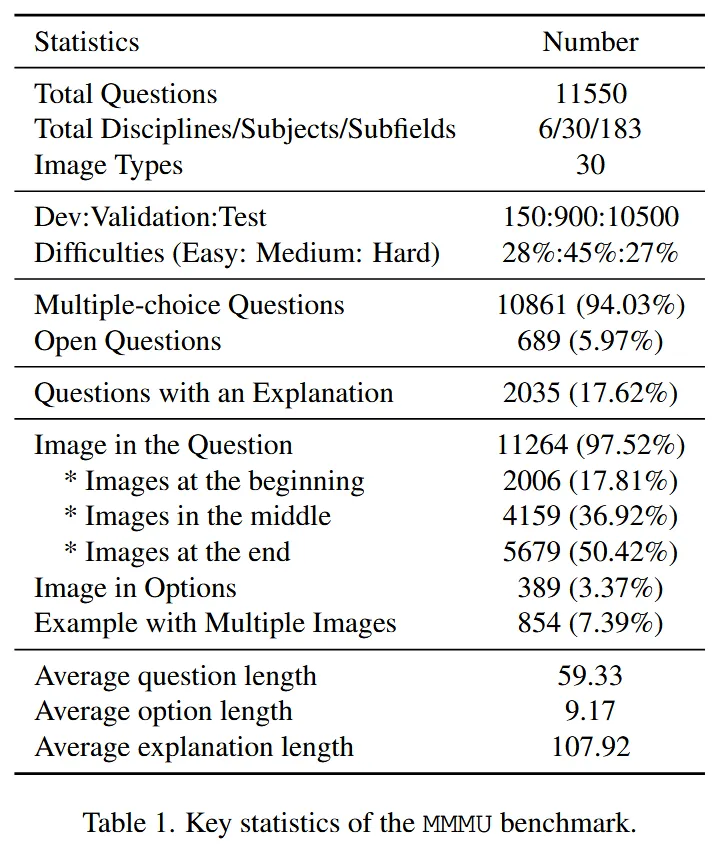 Statistics Number
Total Questions 11550
Total Disciplines/Subjects/Subfields 6/30/183
Image Types 30
Dev:Validation:Test 150:900:10500
Difficulties (Easy: Medium: Hard) 28%:45%:27%
Multiple-choice Questions 10861 (94.03%)
Open Questions 689 (5.97%)
Questions with an Explanation 2035 (17.62%)
Image in the Question 11264 (97.52%)
* Images at the beginning 2006 (17.81%)
* Images in the middle 4159 (36.92%)
* Images at the end 5679 (50.42%)
Image in Options 389 (3.37%)
Example with Multiple Images 854 (7.39%)
Average question length 59.33
Average option length 9.17
Average explanation length 107.92
Table 1. Key statistics of the MMMU benchmark.